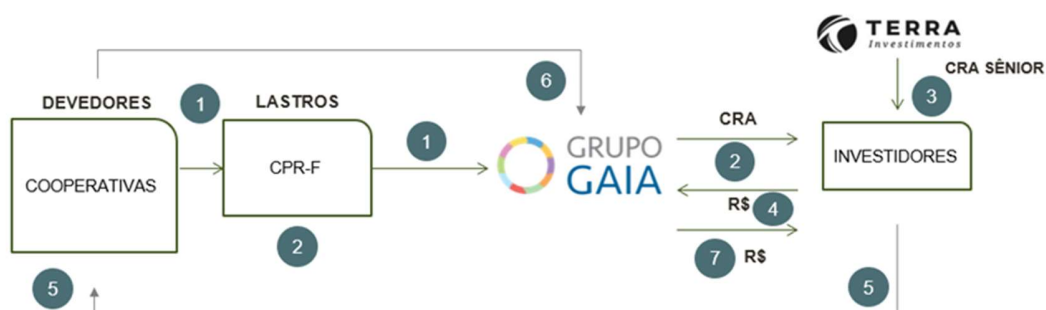 TERRA
Investimentos
6
CRA SÊNIOR
3
DEVEDORES
1
LASTROS
1
CRA
COOPERATIVAS
CPR-F
GRUPO
GAIA
2
INVESTIDORES
R$
4
2
7
R$
5
5